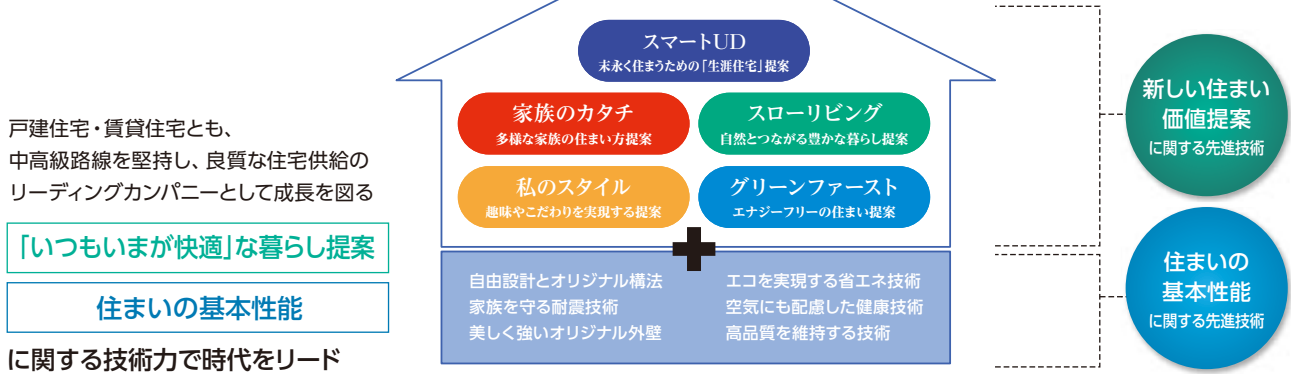 戸建住宅・賃貸住宅とも、
中高級路線を堅持し、良質な住宅供給の
リーディングカンパニーとして成長を図る
「いつもいまが快適」な暮らし提案
住まいの基本性能
に関する技術力で時代をリード
スマートUD
末永く住まうための「生涯住宅」提案
家族のカタチ
多様な家族の住まい方提案
スローリビング
自然とつながる豊かな暮らし提案
私のスタイル
趣味やこだわりを実現する提案
グリーンファースト
エナジーフリーの住まい提案
自由設計とオリジナル構法
家族を守る耐震技術
美しく強いオリジナル外壁
エコを実現する省エネ技術
空気にも配慮した健康技術
高品質を維持する技術
新しい住まい
価値提案
に関する先進技術
住まいの
基本性能
に関する先進技術